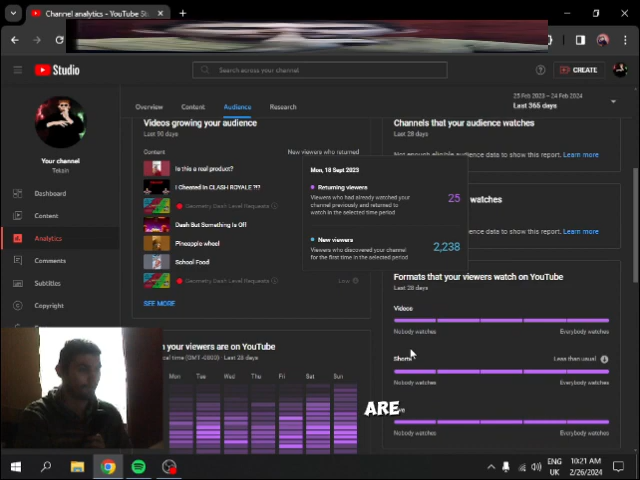 Channel analytics - YouTube St
Studio
Search across your channel
CREATE
Your channel
Dashboard
Content
Analytics
Comments
Subtitles
Copyright
Overview
Content
Audience
Research
23 Feb 2023 – 24 Feb 2024
Last 365 days
Videos growing your audience
Last 90 days
Content
New viewers who returned
Is this a real product?
I Cheated In CLASH ROYALE ?!?
Geometry Dash Level Requests
Dash But Something Is Off
Pineapple wheel
School Food
Geometry Dash Level Requests
Low
SEE MORE
Mon, 18 Sept 2023
Returning viewers
Viewers who had already watched your
channel previously and returned to
watch in the selected time period
25
New viewers
Viewers who discovered your channel
for the first time in the selected period
2,238
Channels that your audience watches
Last 28 days
Not enough eligible audience data to show this report. Learn more
watches
audience data to show this report. Learn more
Formats that your viewers watch on YouTube
Last 28 days
Videos
Nobody watches
Everybody watches
Shorts
Less than usual
Nobody watches
Everybody watches
Nobody watches
Everybody watches
your viewers are on YouTube
Last 28 days
Mon
Tue
Wed
Thu
Fri
Sat
Sun
ARE
ENG
UK
10:21 AM
2/26/2024